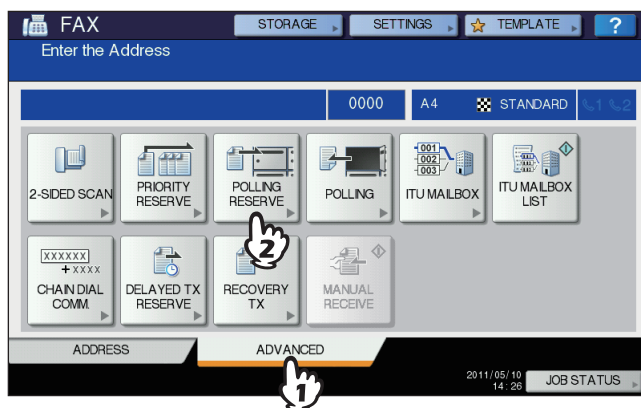 FAX
STORAGE
SETTINGS
TEMPLATE
?
Enter the Address
0000
A4
STANDARD
1
2
2-SIDED SCAN
PRIORITY
RESERVE
POLLING
RESERVE
POLLING
001
002
003
ITU MAILBOX
ITU MAILBOX
LIST
2
XXXXXX
+XXXX
CHAIN DIAL
COMM.
DELAYED TX
RESERVE
RECOVERY
TX
MANUAL
RECEIVE
ADDRESS
ADVANCED
1
2011/05/10
14:26
JOB STATUS